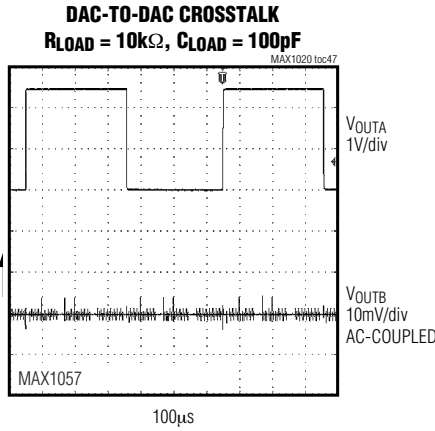 DAC-TO-DAC CROSSTALK
RLOAD = 10kΩ, CLOAD = 100pF
MAX1020 toc47
VOUTA
1V/div
VOUTB
10mV/div
AC-COUPLED
MAX1057
100μs